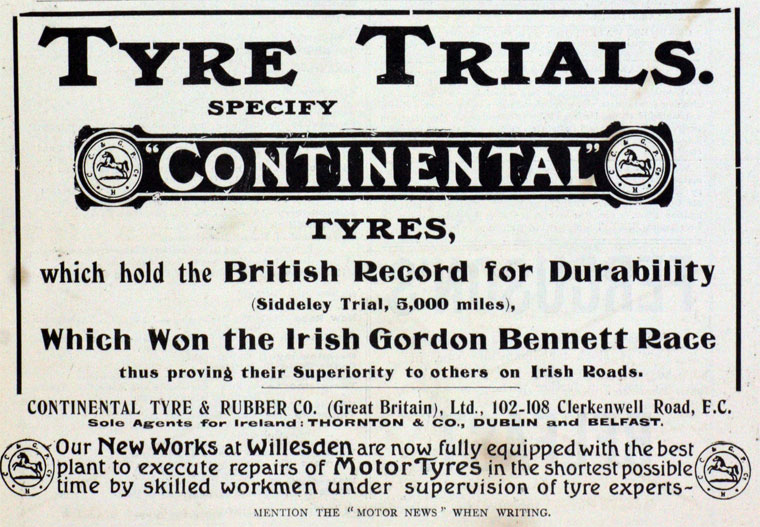 TYRE TRIALS.
SPECIFY
"CONTINENTAL"
TYRES,
which hold the British Record for Durability
(Siddeley Trial, 5,000 miles),
Which Won the Irish Gordon Bennett Race
thus proving their Superiority to others on Irish Roads.
CONTINENTAL TYRE & RUBBER CO. (Great Britain), Ltd., 102-108 Clerkenwell Road, E.C.
Sole Agents for Ireland: THORNTON & CO., DUBLIN and BELFAST.
Our New Works at Willesden are now fully equipped with the best
plant to execute repairs of Motor Tyres in the shortest possible
time by skilled workmen under supervision of tyre experts-
MENTION THE "MOTOR NEWS" WHEN WRITING.